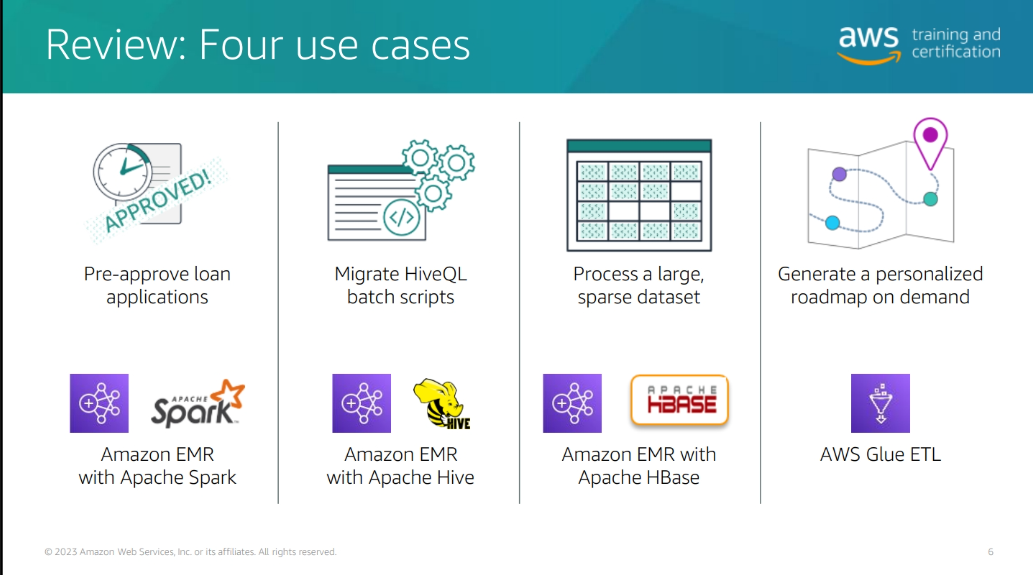 Review: Four use cases
aws training and
certification
APPROVED!
</>
Pre-approve loan
applications
Migrate HiveQL
batch scripts
Process a large,
sparse dataset
Generate a personalized
roadmap on demand
APACHE
Spark™
HIVE
APACHE
HBASE
Amazon EMR
with Apache Spark
Amazon EMR
with Apache Hive
Amazon EMR with
Apache HBase
AWS Glue ETL
© 2023 Amazon Web Services, Inc. or its affiliates. All rights reserved.
6